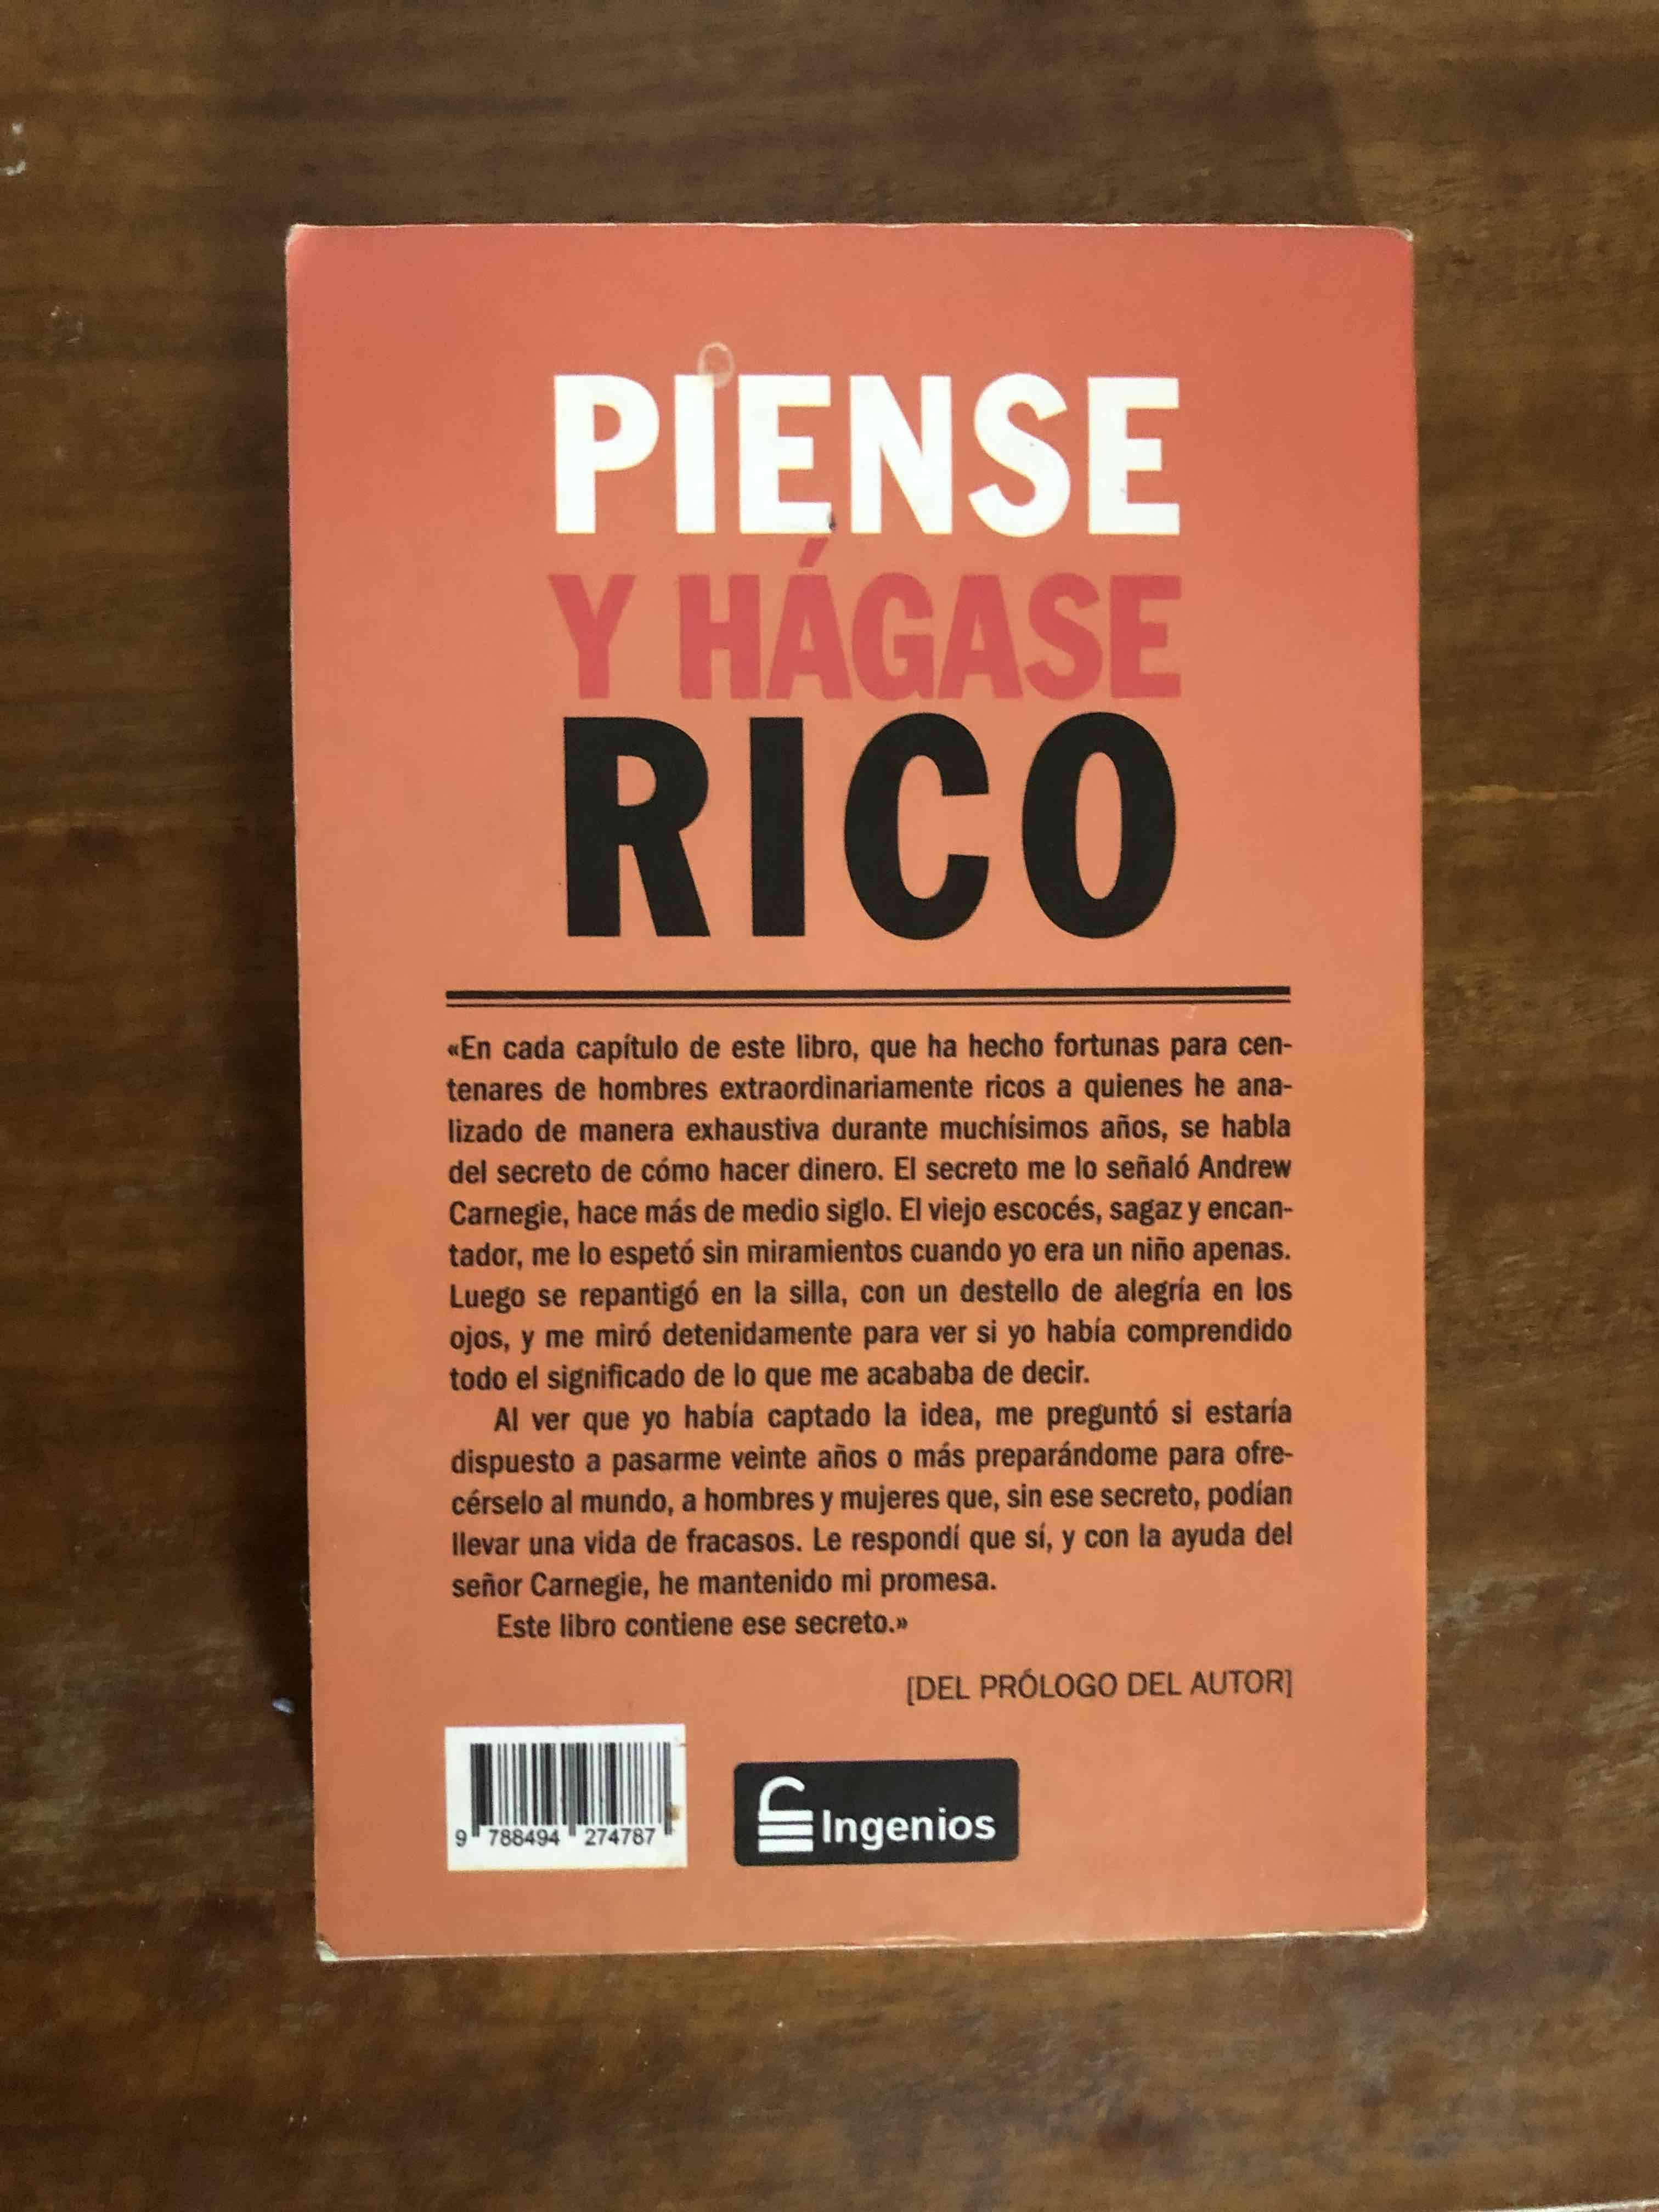 PIENSE
Y HÁGASE
RICO
«En cada capítulo de este libro, que ha hecho fortunas para cen-
tenares de hombres extraordinariamente ricos a quienes he ana-
lizado de manera exhaustiva durante muchísimos años, se habla
del secreto de cómo hacer dinero. El secreto me lo señaló Andrew
Carnegie, hace más de medio siglo. El viejo escocés, sagaz y encan-
tador, me lo espetó sin miramientos cuando yo era un niño apenas.
Luego se repantigó en la silla, con un destello de alegría en los
ojos, y me miró detenidamente para ver si yo había comprendido
todo el significado de lo que me acababa de decir.
Al ver que yo había captado la idea, me preguntó si estaría
dispuesto a pasarme veinte años o más preparándome para ofre-
cérselo al mundo, a hombres y mujeres que, sin ese secreto, podían
llevar una vida de fracasos. Le respondí que sí, y con la ayuda del
señor Carnegie, he mantenido mi promesa.
Este libro contiene ese secreto.»
[DEL PRÓLOGO DEL AUTOR]
9 788494 274787
Ingenios